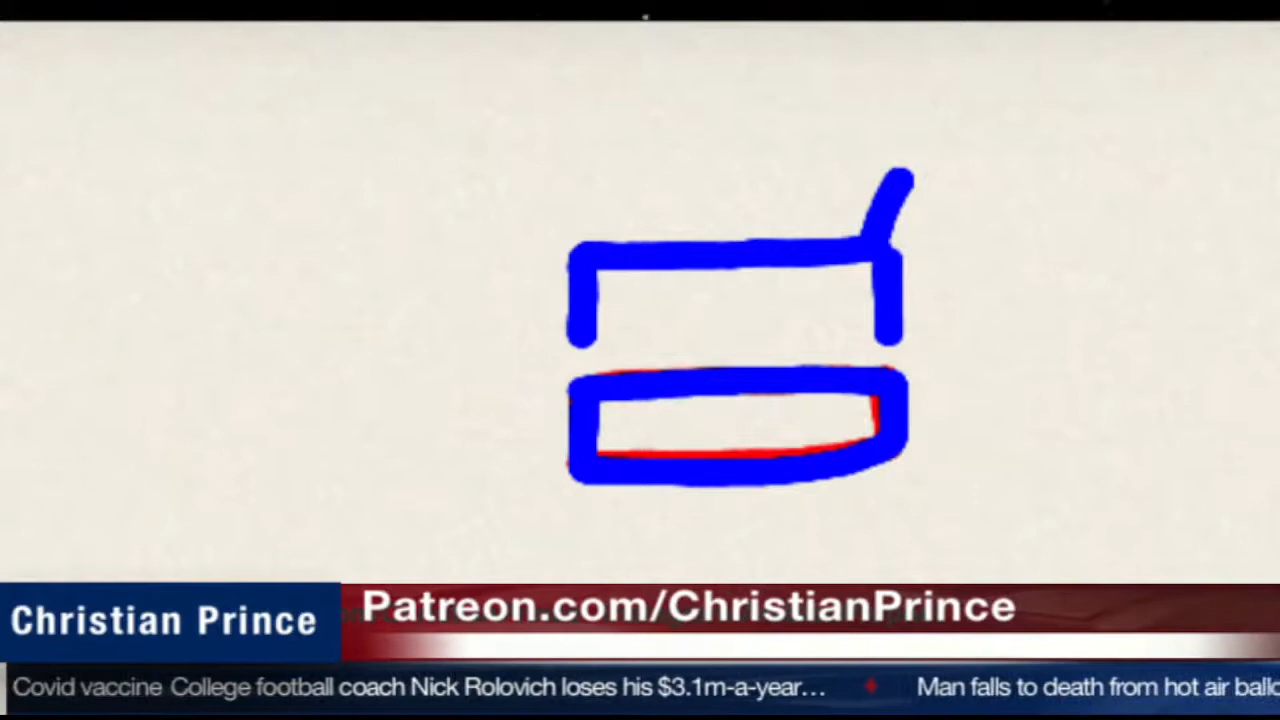 Patreon.com/ChristianPrince
Christian Prince
Covid vaccine College football coach Nick Rolovich loses his $3.1m-a-year… ♦ Man falls to death from hot air